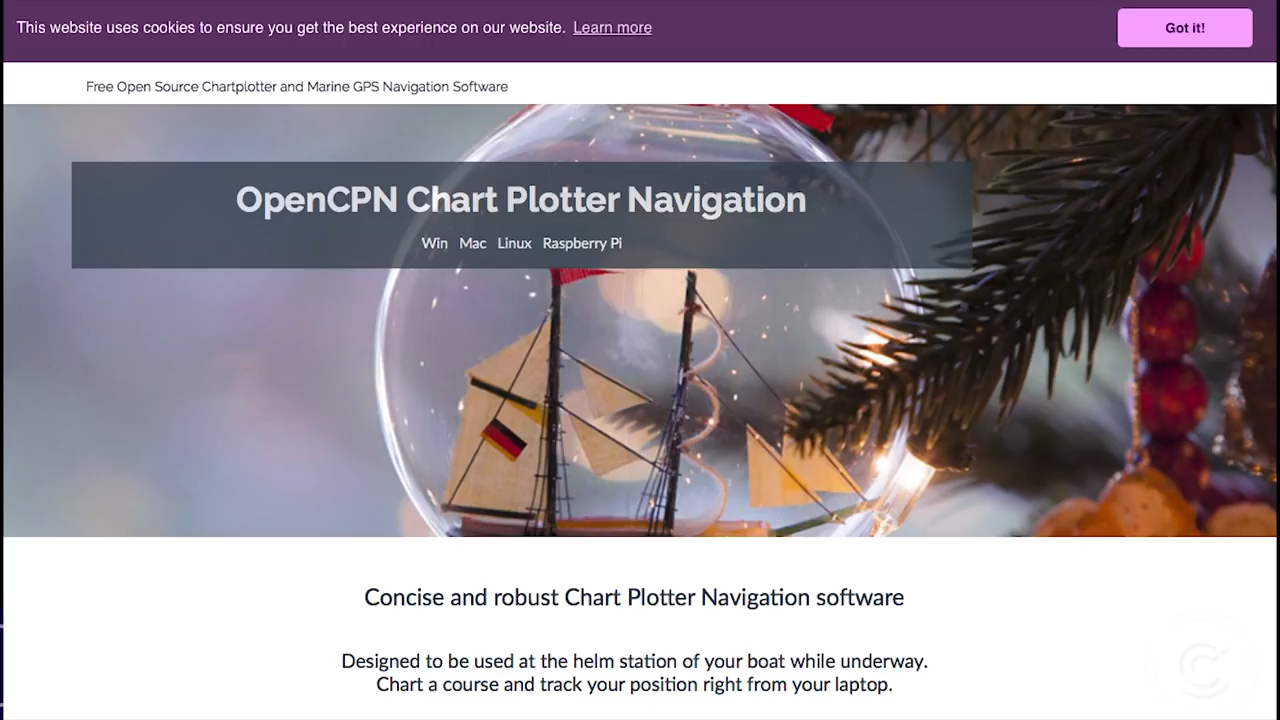 This website uses cookies to ensure you get the best experience on our website. Learn more
Got it!
Free Open Source Chartplotter and Marine GPS Navigation Software
OpenCPN Chart Plotter Navigation
Win Mac Linux Raspberry Pi
Concise and robust Chart Plotter Navigation software
Designed to be used at the helm station of your boat while underway.
Chart a course and track your position right from your laptop.